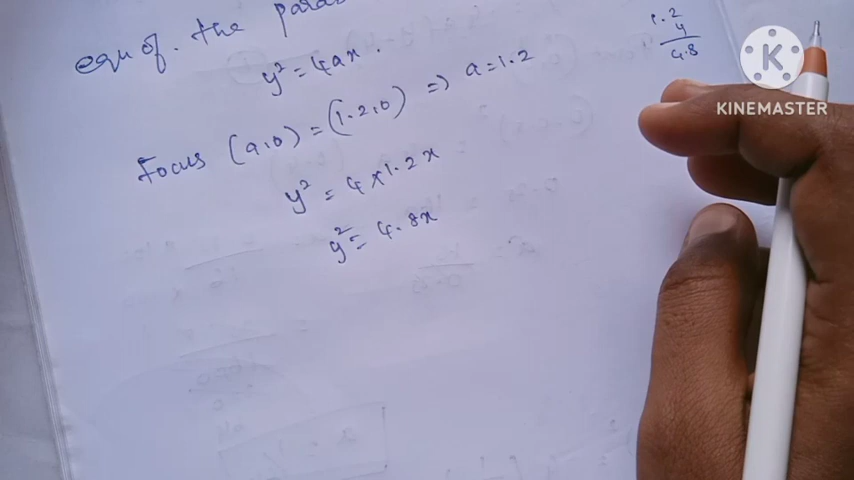 equ of. the
y² = 4ax.
Focus (a,0) = (1.2,0) => a = 1.2
y² = 4 x 1.2x
y² = 4.8x
1.2
4
4.8
K
KINEMASTER